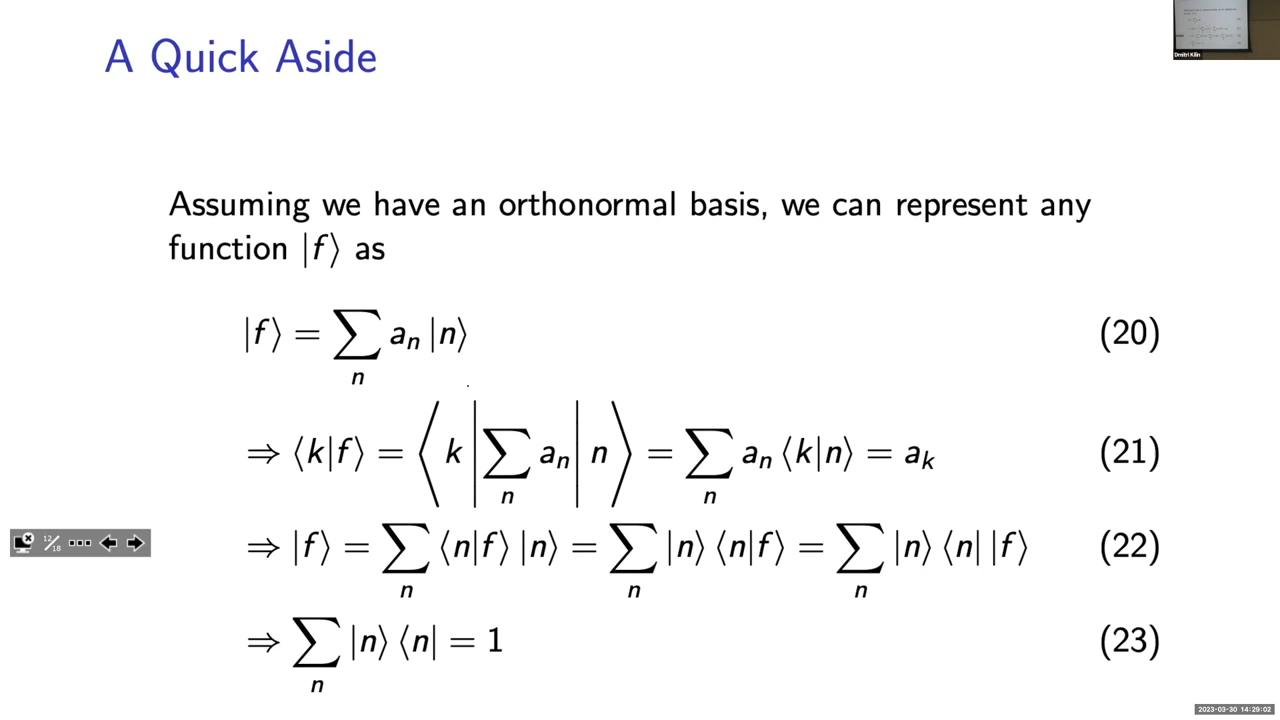 A Quick Aside
Dmitri Kilin
Assuming we have an orthonormal basis, we can represent any
function |f⟩ as
|f⟩ = ∑_n a_n |n⟩ (20)
⇒ ⟨k|f⟩ = ⟨k|∑_n a_n|n⟩ = ∑_n a_n ⟨k|n⟩ = a_k (21)
12/18
⇒ |f⟩ = ∑_n ⟨n|f⟩ |n⟩ = ∑_n |n⟩ ⟨n|f⟩ = ∑_n |n⟩ ⟨n| |f⟩ (22)
⇒ ∑_n |n⟩ ⟨n| = 1 (23)
2023-03-30 14:29:02